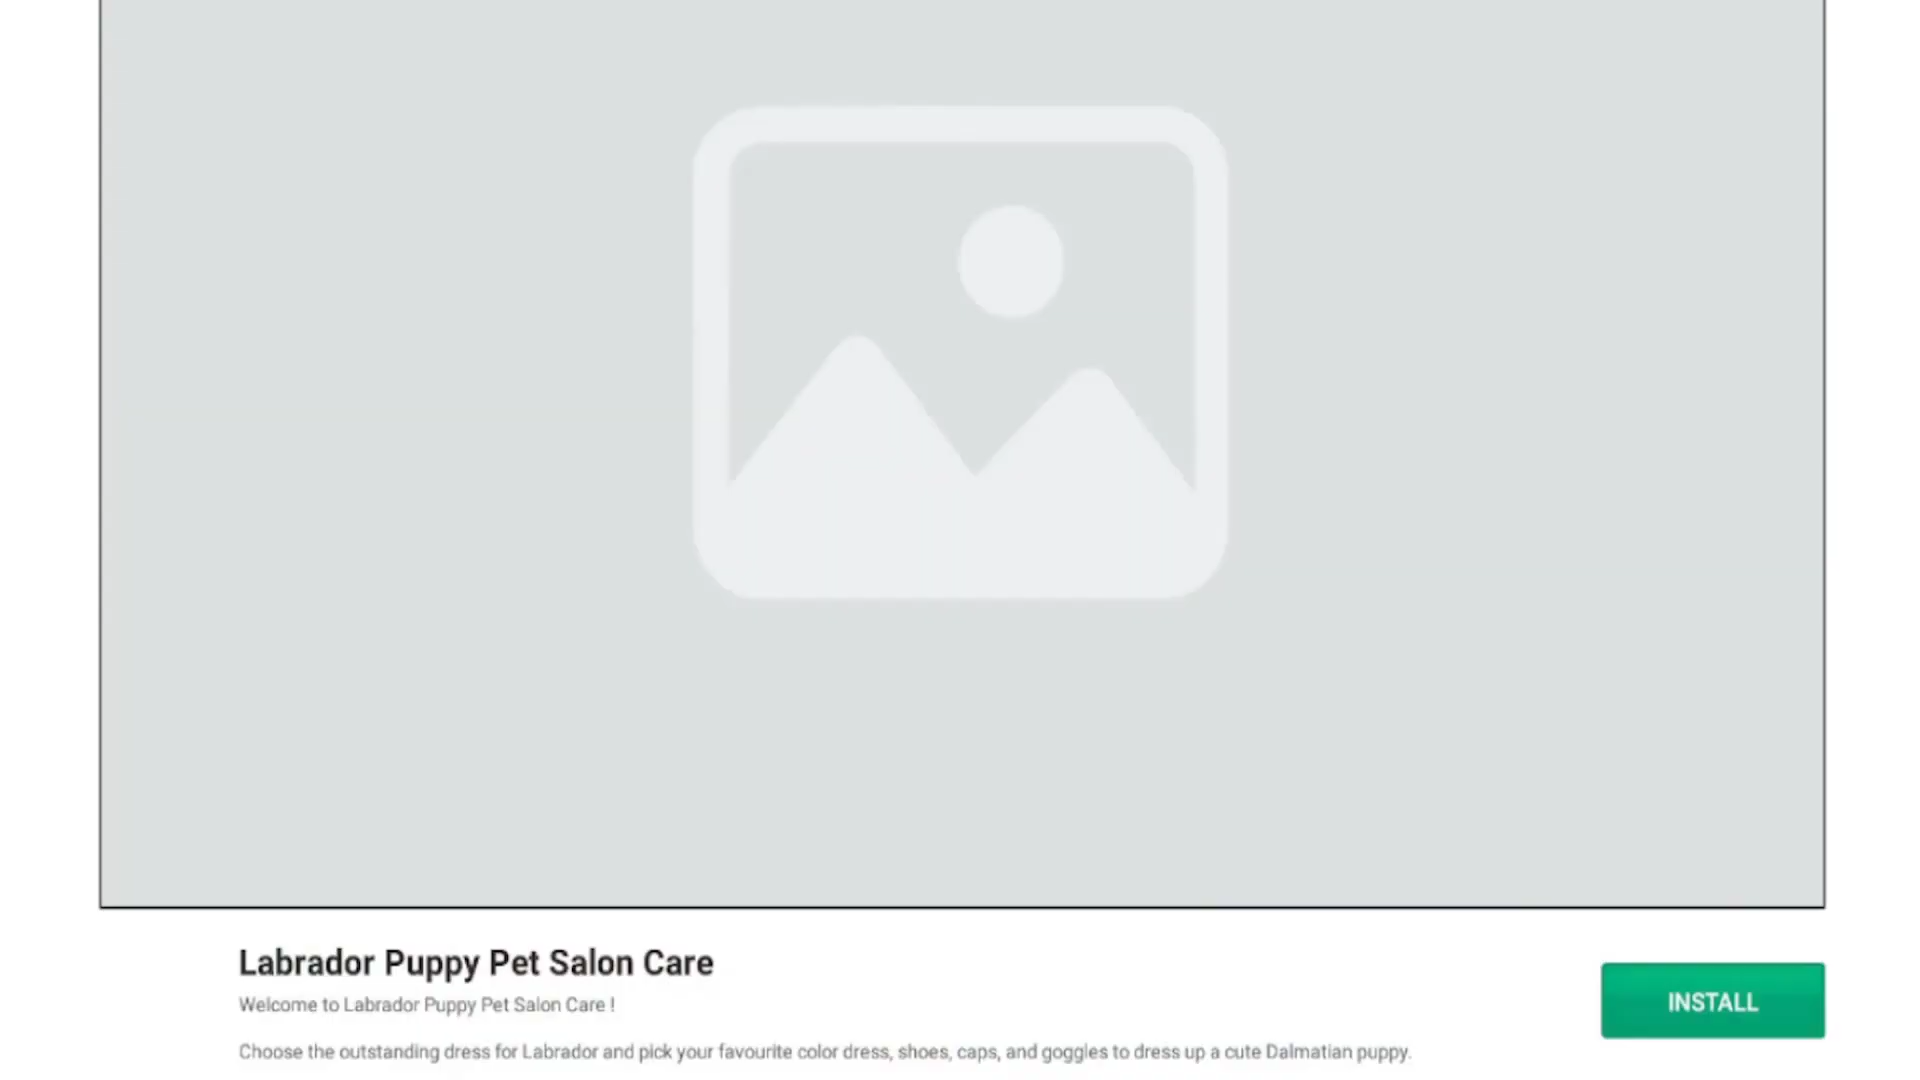 Labrador Puppy Pet Salon Care
Welcome to Labrador Puppy Pet Salon Care !
INSTALL
Choose the outstanding dress for Labrador and pick your favourite color dress, shoes, caps, and goggles to dress up a cute Dalmatian puppy.